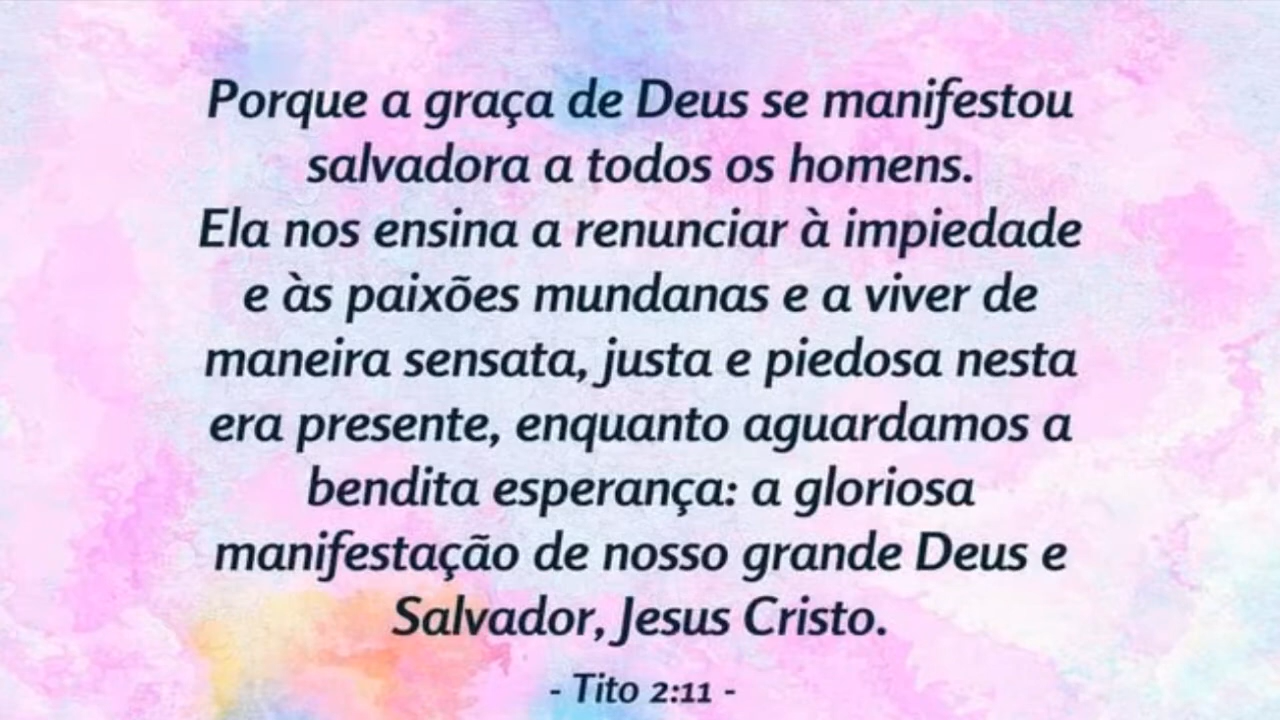 Porque a graça de Deus se manifestou
salvadora a todos os homens.
Ela nos ensina a renunciar à impiedade
e às paixões mundanas e a viver de
maneira sensata, justa e piedosa nesta
era presente, enquanto aguardamos a
bendita esperança: a gloriosa
manifestação de nosso grande Deus e
Salvador, Jesus Cristo.
- Tito 2:11 -